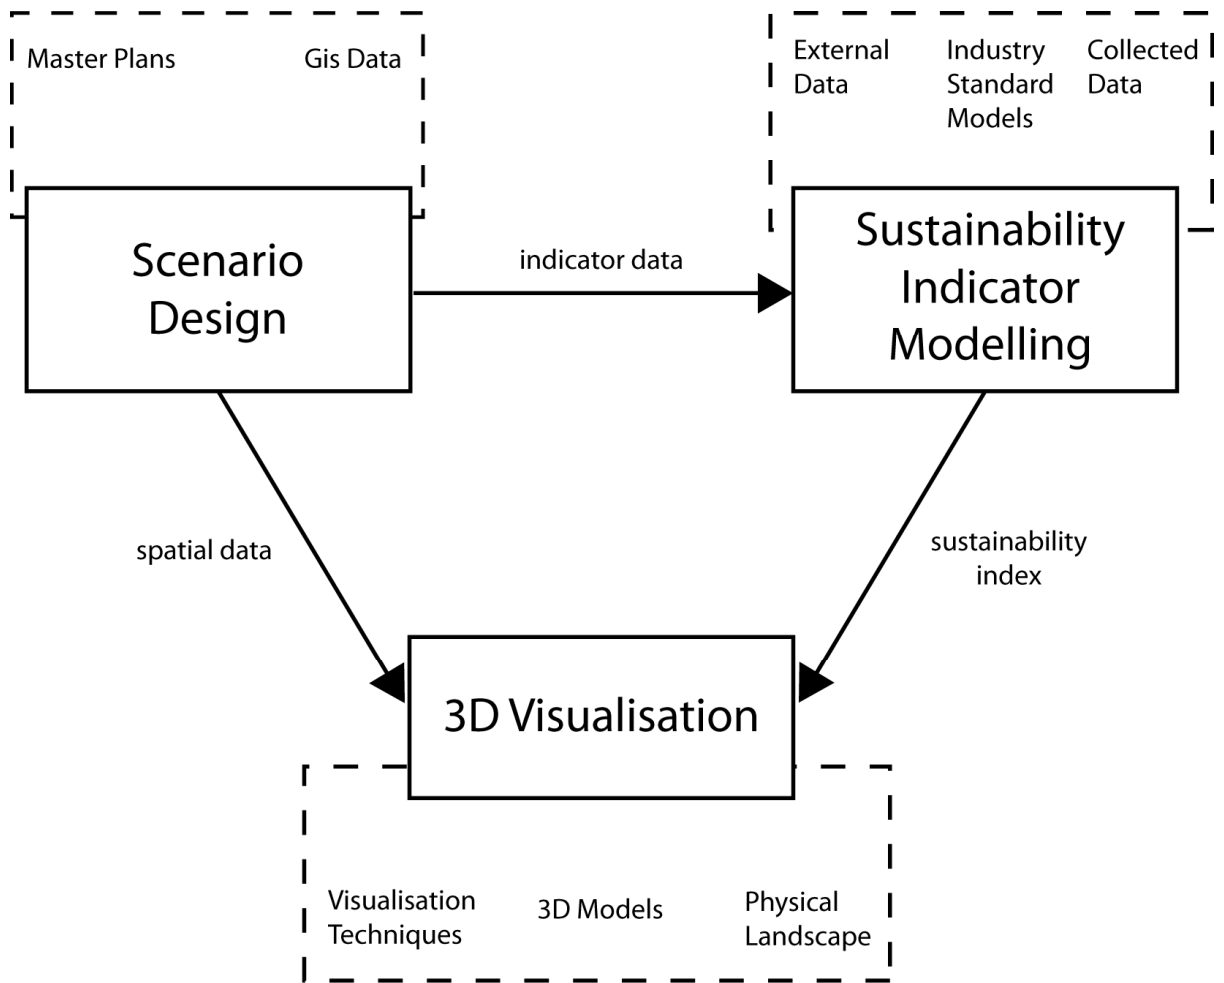 Master Plans
Gis Data
External
Data
Industry
Standard
Models
Collected
Data
Scenario
Design
indicator data
Sustainability
Indicator
Modelling
spatial data
sustainability
index
3D Visualisation
Visualisation
Techniques
3D Models
Physical
Landscape